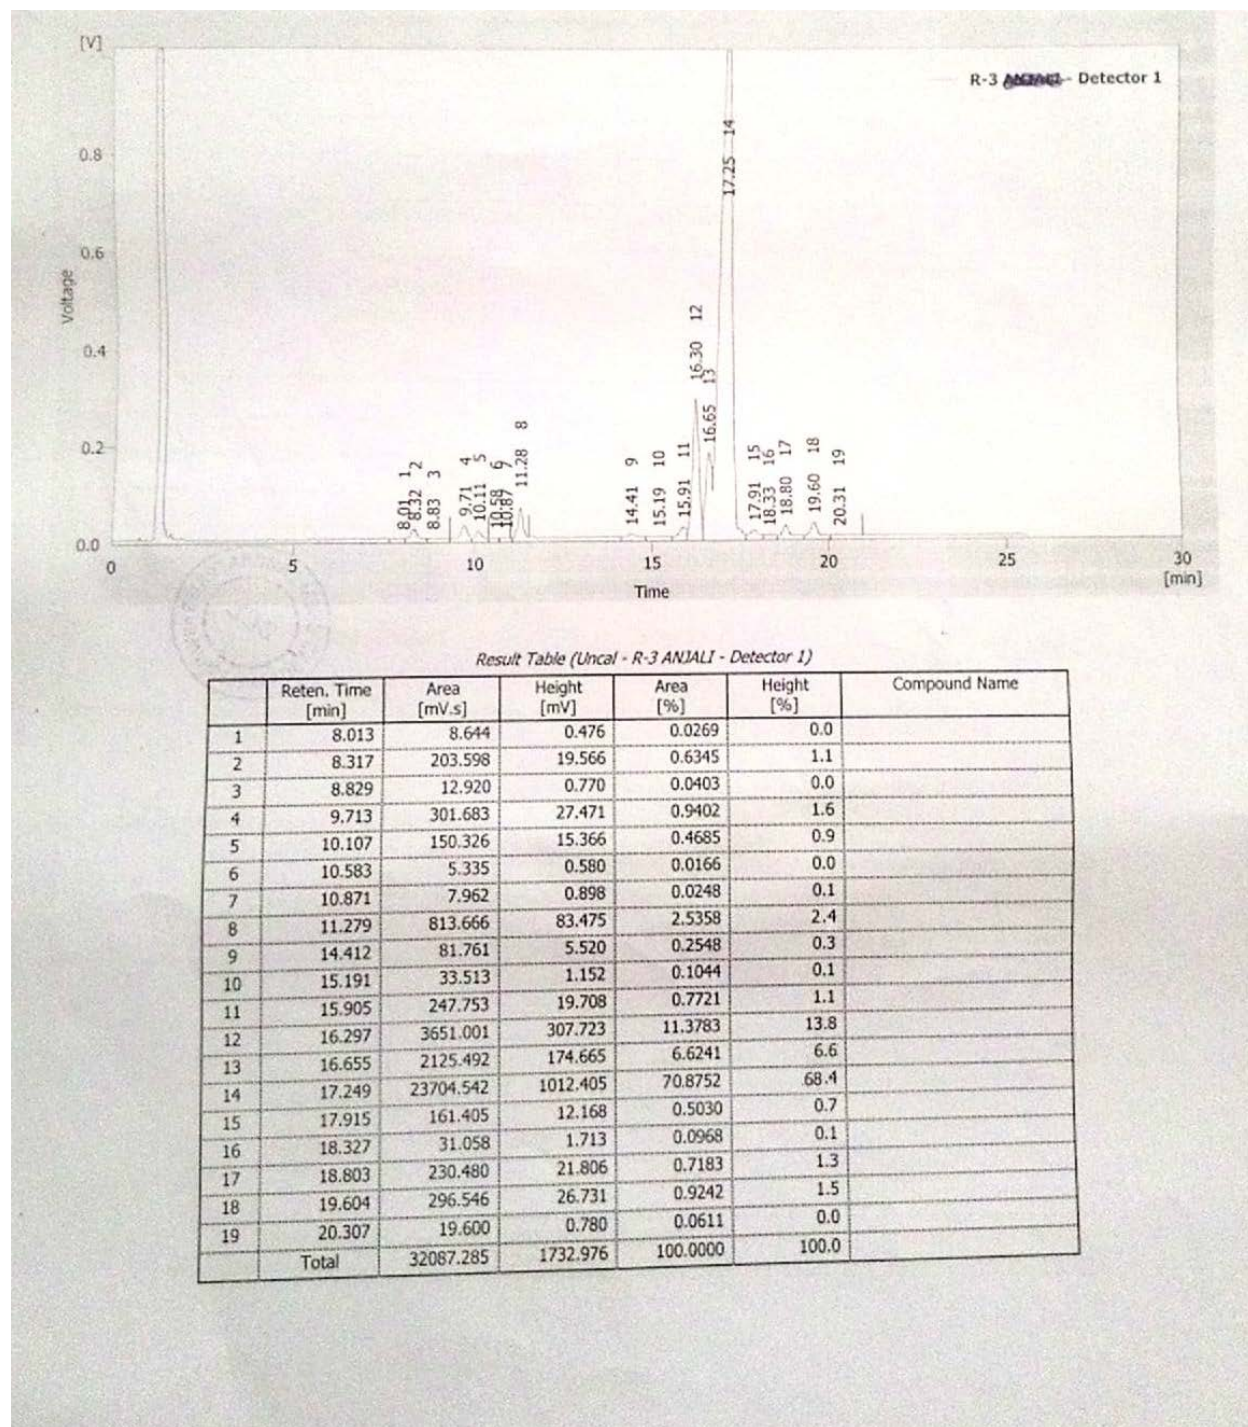 [V]
R-3 - Detector 1
0.8
0.6
0.4
0.2
0.0
Voltage
8.01 1
8.32 2
8.83 3
9.71 4
10.11 5
10.58 6
10.87 7
11.28 8
14.41 9
15.19 10
15.91 11
16.30 12
16.65 13
17.25 14
17.91 15
18.33 16
18.80 17
19.60 18
20.31 19
0 5 10 15 20 25 30
Time
[min]
Result Table (Uncal - R-3 ANJALI - Detector 1)
Reten. Time Area Height Area Height Compound Name
[min] [mV.s] [mV] [%] [%]
1 8.013 8.644 0.476 0.0269 0.0
2 8.317 203.598 19.566 0.6345 1.1
3 8.829 12.920 0.770 0.0403 0.0
4 9.713 301.683 27.471 0.9402 1.6
5 10.107 150.326 15.366 0.4685 0.9
6 10.583 5.335 0.580 0.0166 0.0
7 10.871 7.962 0.898 0.0248 0.1
8 11.279 813.666 83.475 2.5358 2.4
9 14.412 81.761 5.520 0.2548 0.3
10 15.191 33.513 1.152 0.1044 0.1
11 15.905 247.753 19.708 0.7721 1.1
12 16.297 3651.001 307.723 11.3783 13.8
13 16.655 2125.492 174.665 6.6241 6.6
14 17.249 23704.542 1012.405 70.8752 68.4
15 17.915 161.405 12.168 0.5030 0.7
16 18.327 31.058 1.713 0.0968 0.1
17 18.803 230.480 21.806 0.7183 1.3
18 19.604 296.546 26.731 0.9242 1.5
19 20.307 19.600 0.780 0.0611 0.0
Total 32087.285 1732.976 100.0000 100.0